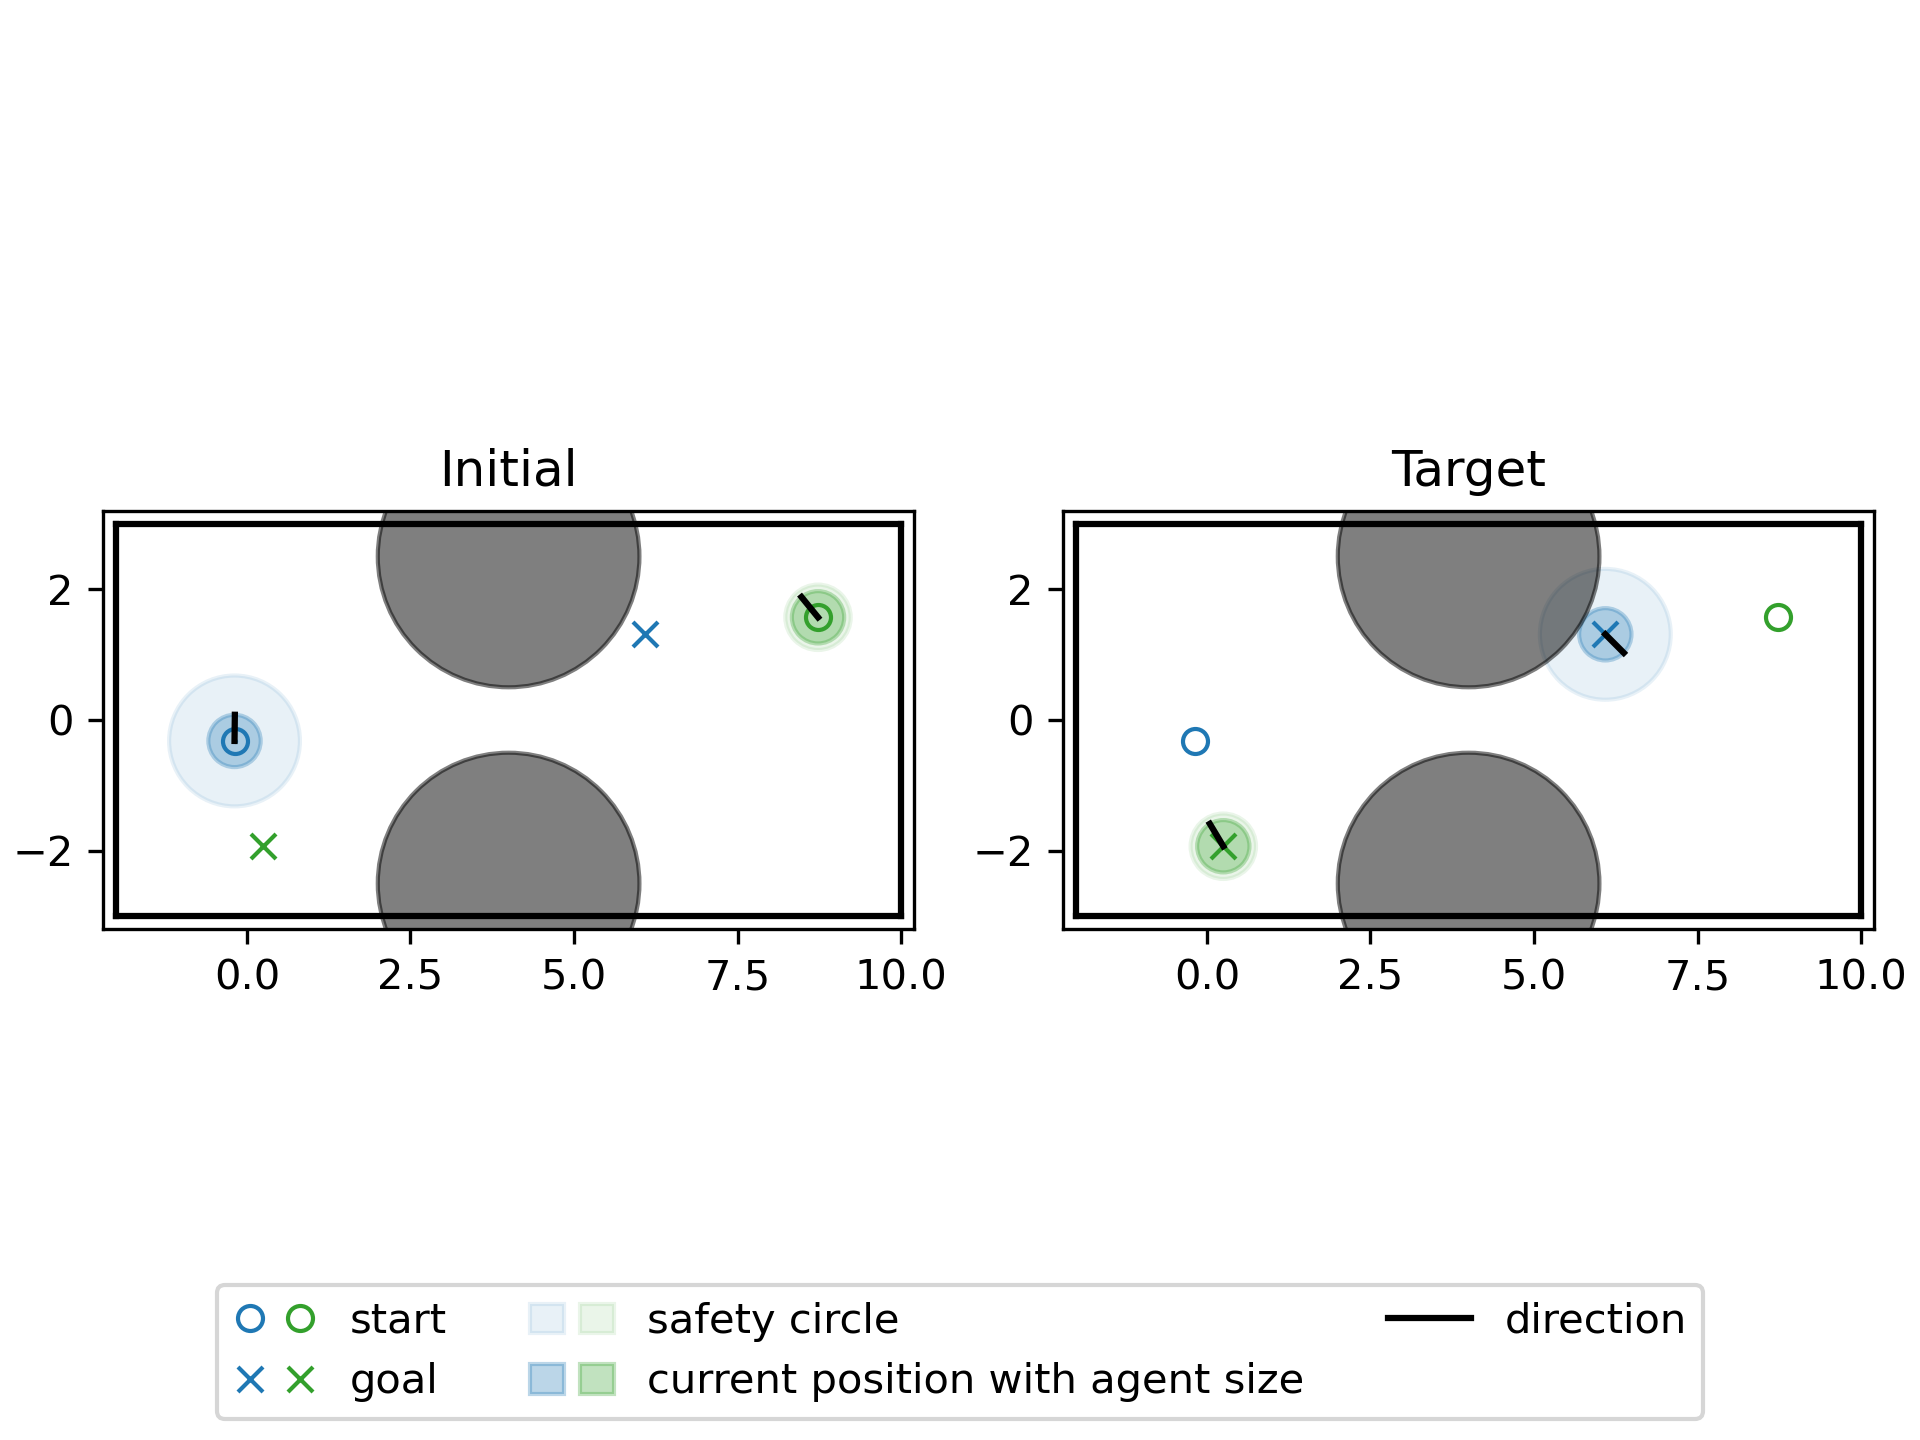 Initial
Target
2
0
−2
0.0 2.5 5.0 7.5 10.0
2
0
−2
0.0 2.5 5.0 7.5 10.0
start
goal
safety circle
current position with agent size
direction